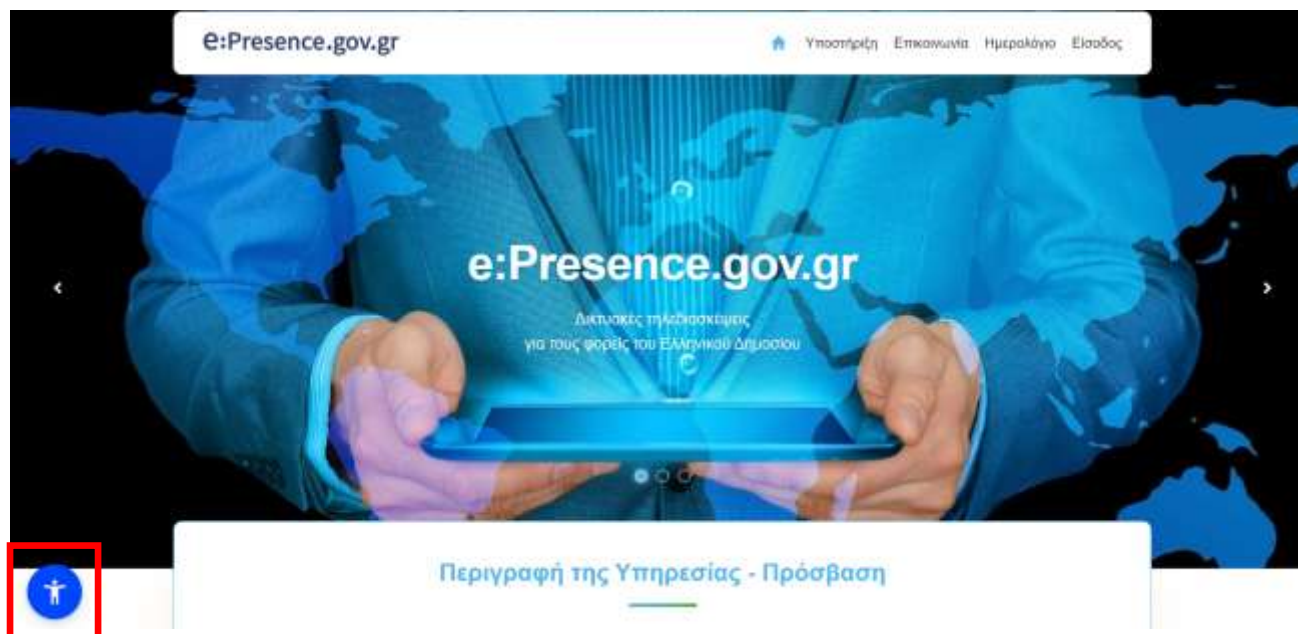 e:Presence.gov.gr
Υποστήριξη Επικοινωνία Ημερολόγιο Είσοδος
e:Presence.gov.gr
Δικτυακές τηλεδιασκέψεις
για τους φορείς του Ελληνικού Δημοσίου
Περιγραφή της Υπηρεσίας - Πρόσβαση